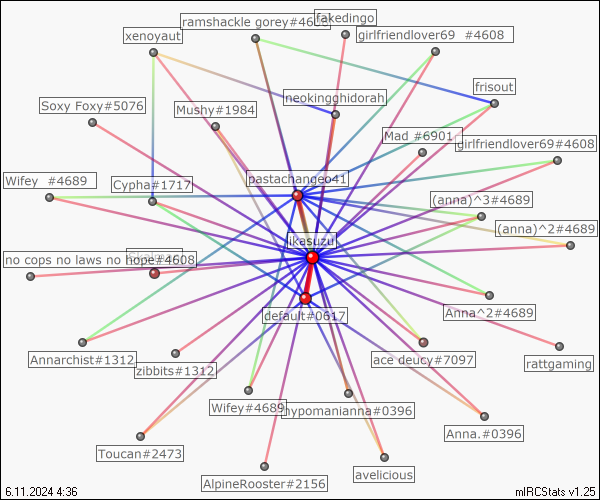 ramshackle gorey#4608
fakedingo
xenoyaut
girlfriendlover69 #4608
frisout
neokingghidorah
Soxy Foxy#5076
Mushy#1984
Mad #6901
girlfriendlover69#4608
pastachangeo41
Wifey #4689
Cypha#1717
(anna)^3#4689
(anna)^2#4689
ikasuzu
no cops no laws no hope#4608
Anna^2#4689
default#0617
Annarchist#1312
zibbits#1312
ace deucy#7097
rattgaming
Wifey#4689
hypomanianna#0396
Anna.#0396
Toucan#2473
avelicious
AlpineRooster#2156
6.11.2024 4:36
mIRCStats v1.25